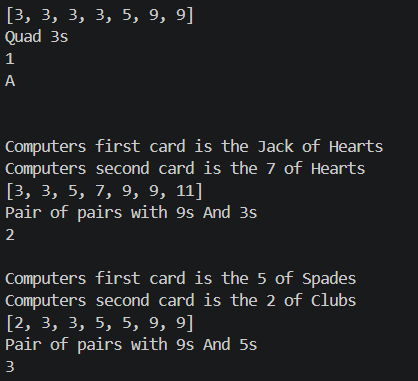 [3, 3, 3, 3, 5, 9, 9]
Quad 3s
1
A
Computers first card is the Jack of Hearts
Computers second card is the 7 of Hearts
[3, 3, 5, 7, 9, 9, 11]
Pair of pairs with 9s And 3s
2
Computers first card is the 5 of Spades
Computers second card is the 2 of Clubs
[2, 3, 3, 5, 5, 9, 9]
Pair of pairs with 9s And 5s
3